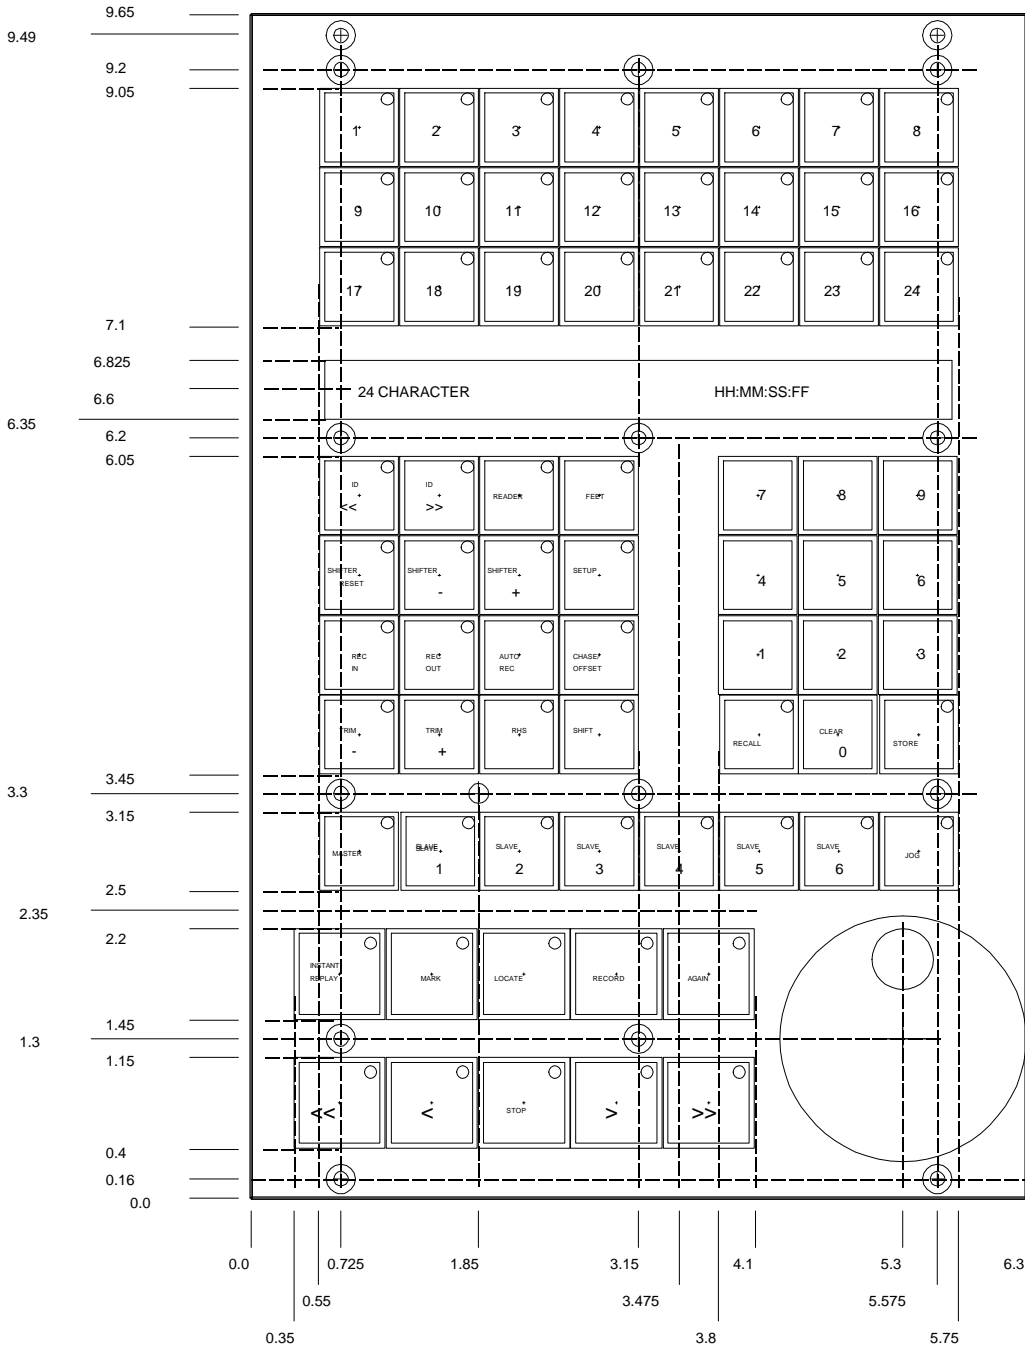 9.65
9.49
9.2
9.05
1 2 3 4 5 6 7 8
9 10 11 12 13 14 15 16
17 18 19 20 21 22 23 24
7.1
6.825
24 CHARACTER HH:MM:SS:FF
6.6
6.35
6.2
6.05
ID ID
<< >> READER FEET 7 8 9
SHIFTER SHIFTER SHIFTER SETUP
RESET - + 4 5 6
REC REC AUTO CHASE/ 1 2 3
IN OUT REC OFFSET
TRIM TRIM RHS SHIFT CLEAR
- + RECALL 0 STORE
3.45
3.3
3.15
SLAVE SLAVE SLAVE SLAVE SLAVE SLAVE
MASTER JOG
1 2 3 4 5 6
2.5
2.35
2.2
INSTANT
REPLAY MARK LOCATE RECORD AGAIN
1.45
1.3
1.15
<< < STOP > >>
0.4
0.16
0.0
0.0 0.725 1.85 3.15 4.1 5.3 6.3
0.55 3.475 5.575
0.35 3.8 5.75